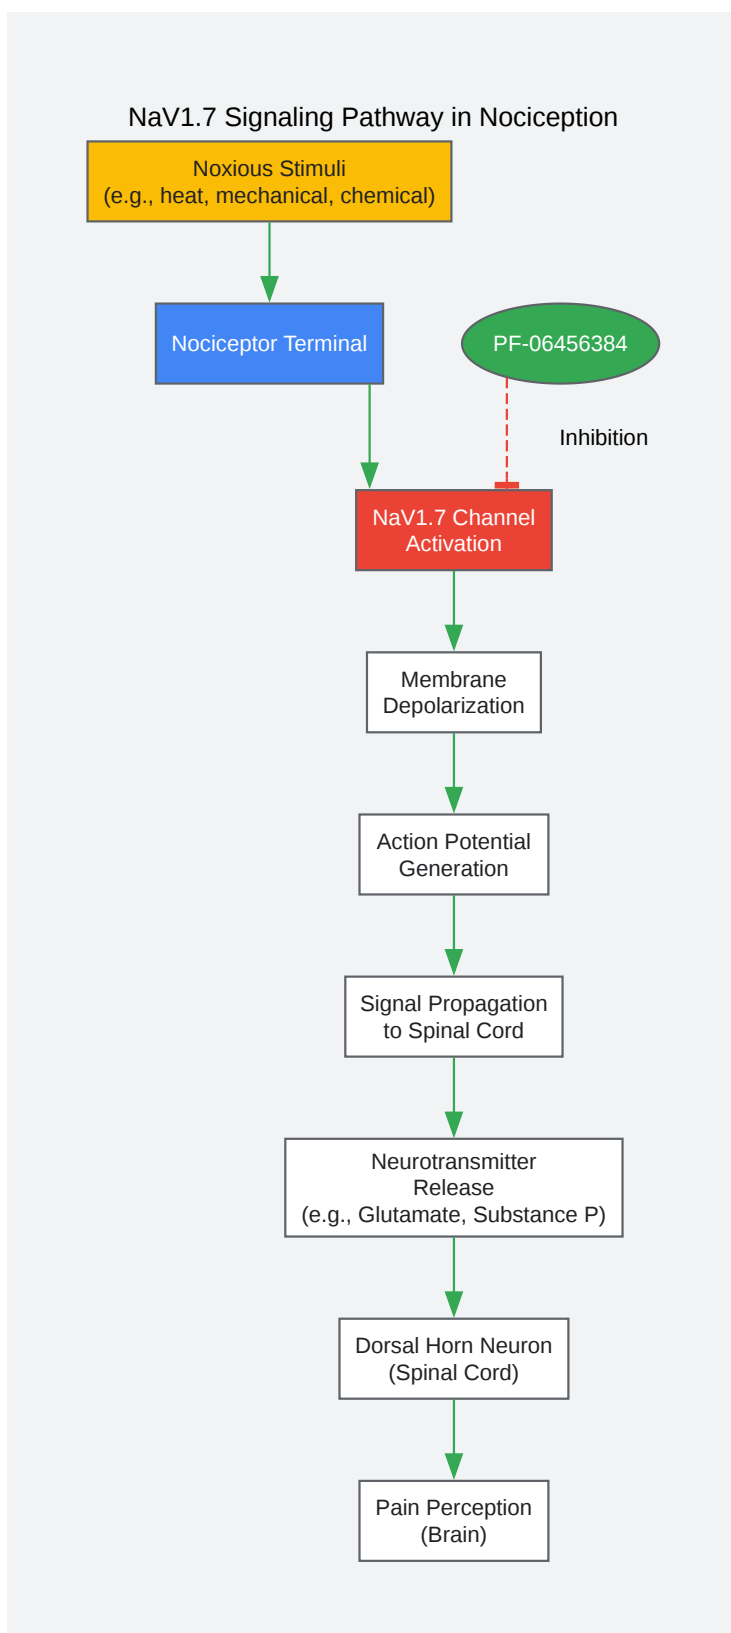 NaV1.7 Signaling Pathway in Nociception
Noxious Stimuli
(e.g., heat, mechanical, chemical)
Nociceptor Terminal
PF-06456384
Inhibition
NaV1.7 Channel
Activation
Membrane
Depolarization
Action Potential
Generation
Signal Propagation
to Spinal Cord
Neurotransmitter
Release
(e.g., Glutamate, Substance P)
Dorsal Horn Neuron
(Spinal Cord)
Pain Perception
(Brain)